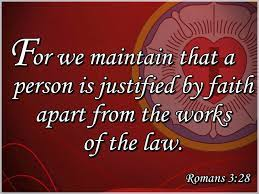 For we maintain that a
person is justified by faith
apart from the works
of the law.
Romans 3:28